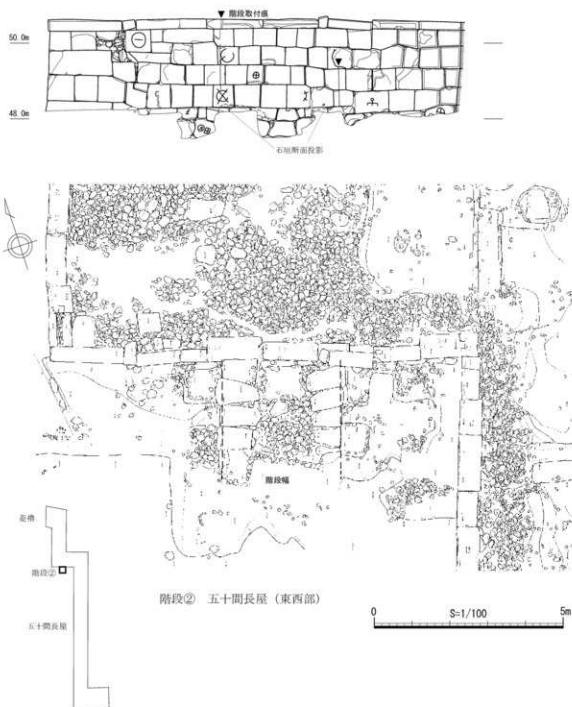 ▼ 階段取付痕
50.0m
48.0m
石垣断面投影
階段幅
菱櫓
階段②
五十間長屋
階段② 五十間長屋（東西部）
0 S=1/100 5m